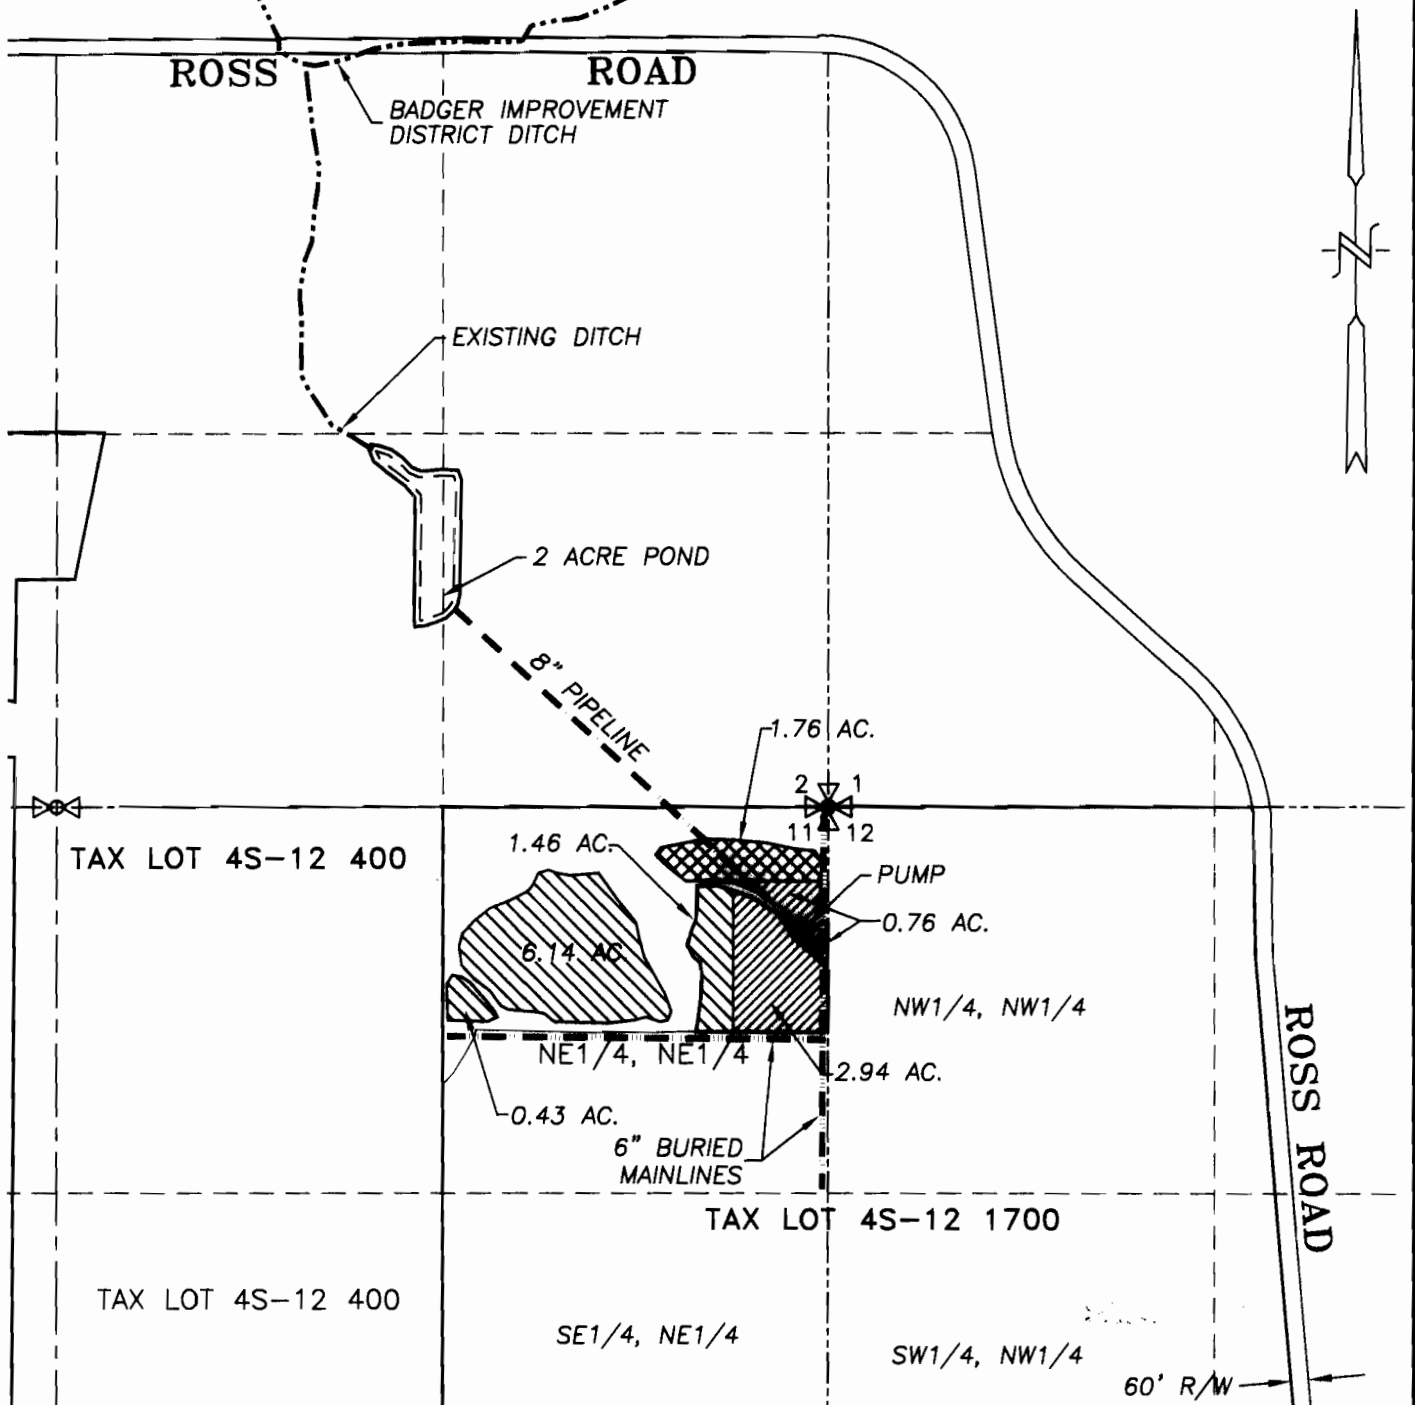 ROSS ROAD
BADGER IMPROVEMENT
DISTRICT DITCH
N
EXISTING DITCH
2 ACRE POND
8" PIPELINE
1.76 AC.
2 1
11 12
1.46 AC.
TAX LOT 4S-12 400
PUMP
0.76 AC.
6.14 AC.
NW1/4, NW1/4
NE1/4, NE1/4
2.94 AC.
0.43 AC.
6" BURIED
MAINLINES
ROSS ROAD
TAX LOT 4S-12 1700
TAX LOT 4S-12 400
SE1/4, NE1/4
SW1/4, NW1/4
60' R/W